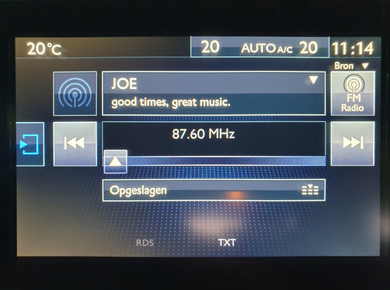 20°C 20 AUTO A/C 20 11:14
Bron
JOE
good times, great music.
FM
Radio
87.60 MHz
Opgeslagen
RDS TXT